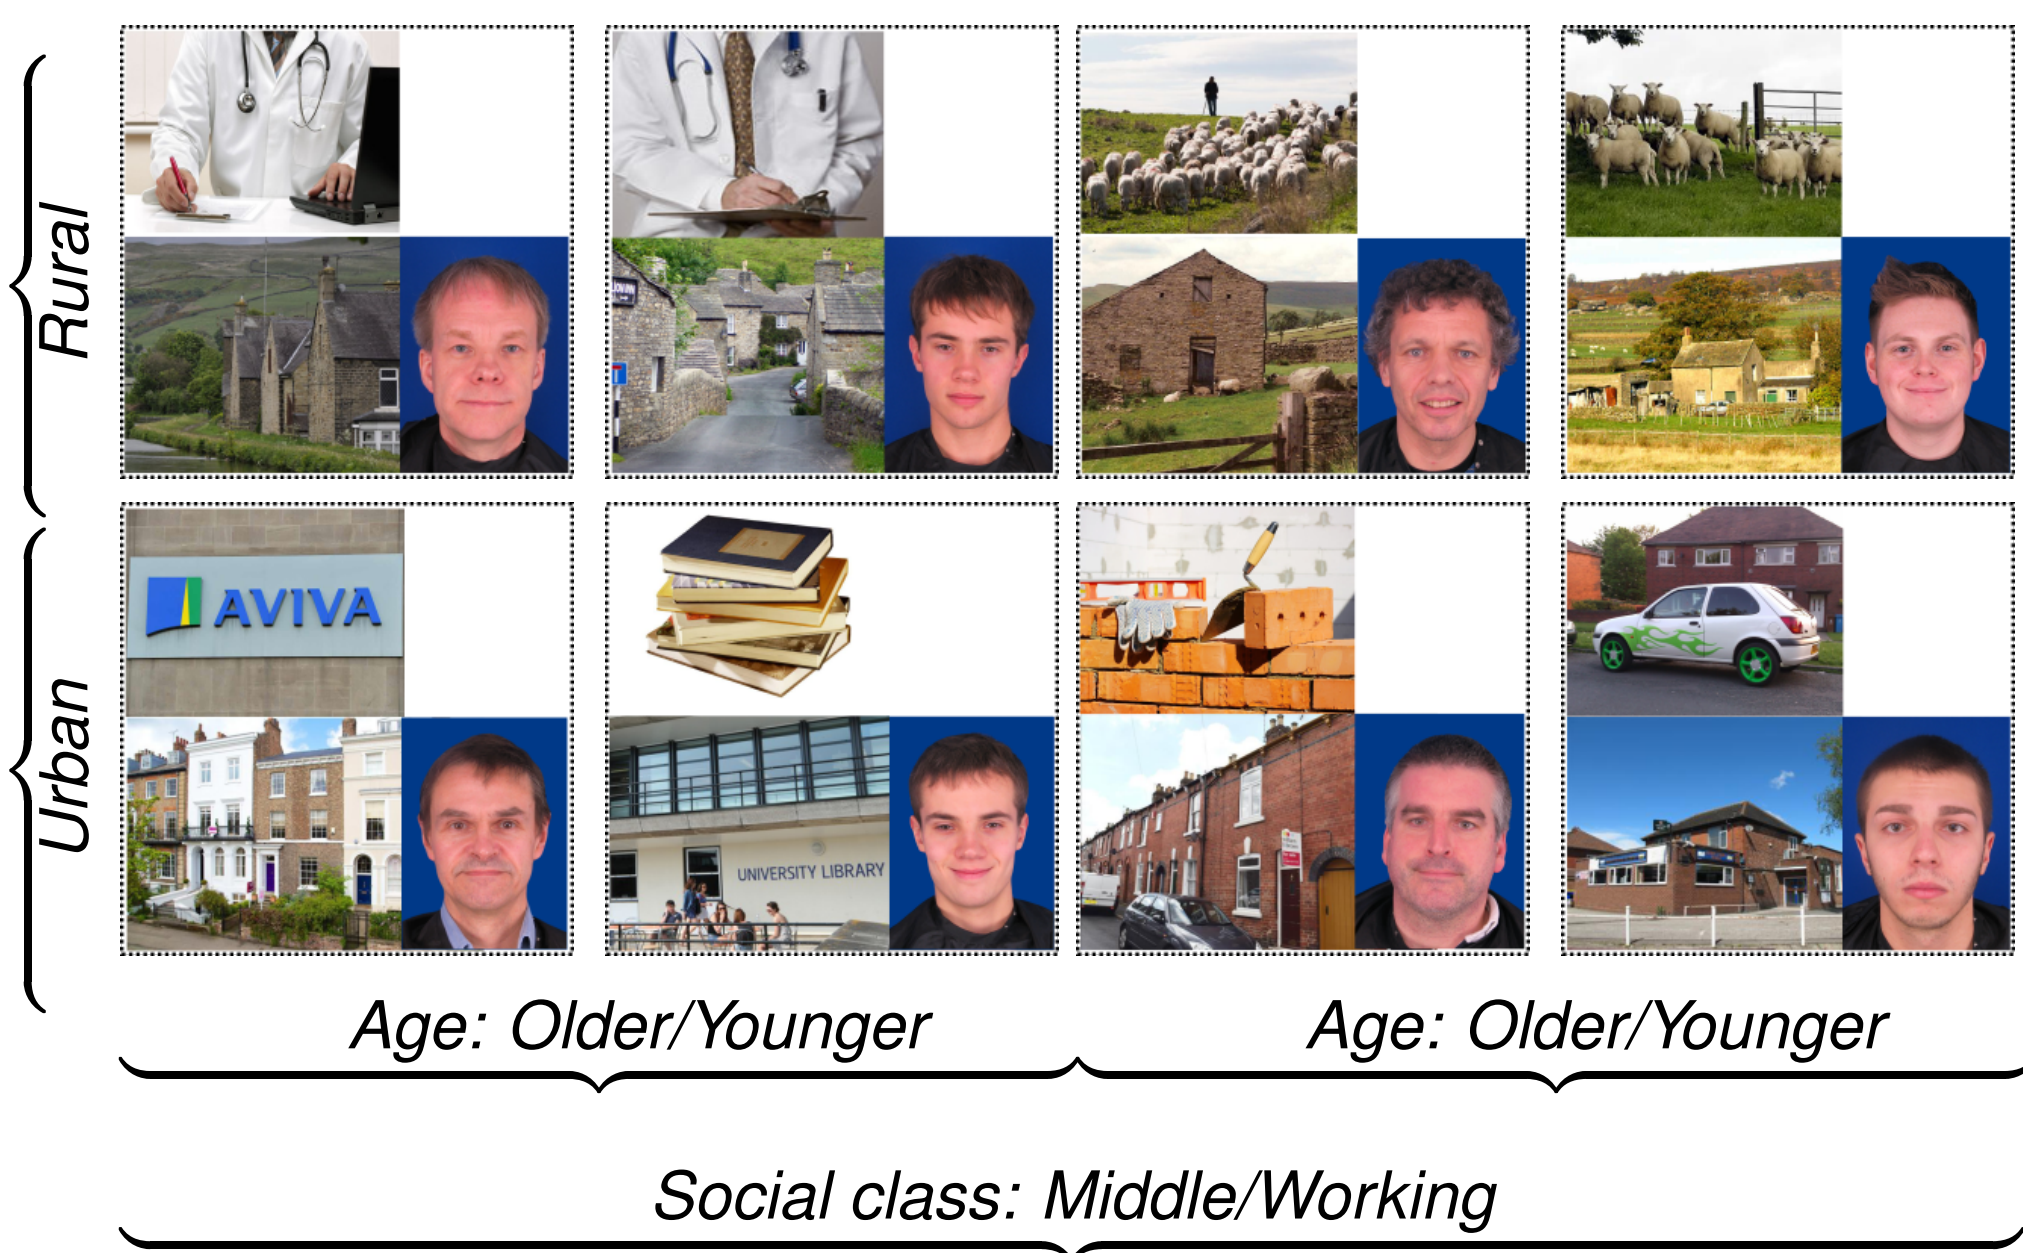 Rural
Urban
AVIVA
UNIVERSITY LIBRARY
Age: Older/Younger
Age: Older/Younger
Social class: Middle/Working